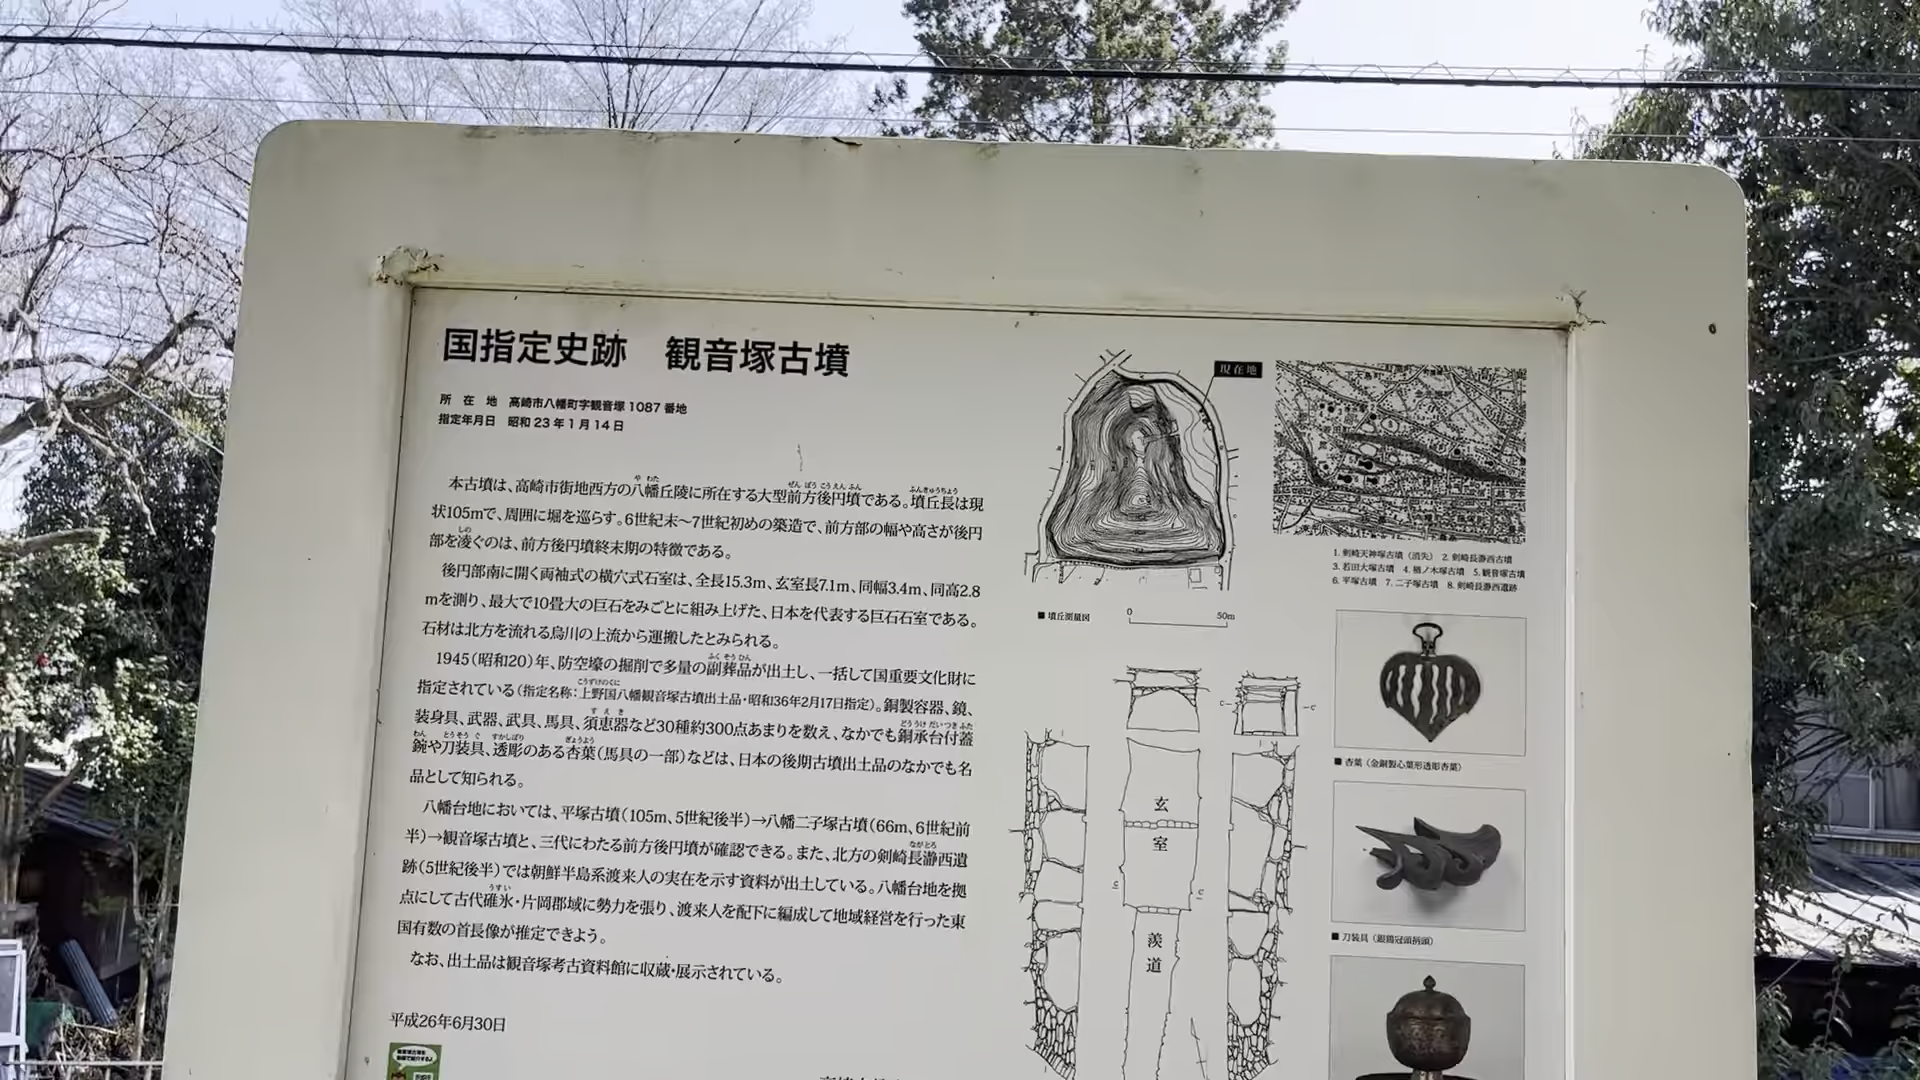 国指定史跡　観音塚古墳
所　在　地　高崎市八幡町字観音塚 1087 番地
指定年月日　昭和 23 年 1 月 14 日
本古墳は、高崎市街地西方の八幡丘陵に所在する大型前方後円墳である。墳丘長は現
状105mで、周囲に堀を巡らす。6世紀末～7世紀初めの築造で、前方部の幅や高さが後円
部を凌ぐのは、前方後円墳終末期の特徴である。
後円部南に開く両袖式の横穴式石室は、全長15.3m、玄室長7.1m、同幅3.4m、同高2.8
mを測り、最大で10畳大の巨石をみごとに組み上げた、日本を代表する巨石石室である。
石材は北方を流れる烏川の上流から運搬したとみられる。
1945（昭和20）年、防空壕の掘削で多量の副葬品が出土し、一括して国重要文化財に
指定されている（指定名称：上野国八幡観音塚古墳出土品・昭和36年2月17日指定）。銅製容器、鏡、
装身具、武器、武具、馬具、須恵器など30種約300点あまりを数え、なかでも銅承台付蓋
鋺や刀装具、透彫のある杏葉（馬具の一部）などは、日本の後期古墳出土品のなかでも名
品として知られる。
八幡台地においては、平塚古墳（105m、5世紀後半）→八幡二子塚古墳（66m、6世紀前
半）→観音塚古墳と、三代にわたる前方後円墳が確認できる。また、北方の剣崎長瀞西遺
跡（5世紀後半）では朝鮮半島系渡来人の実在を示す資料が出土している。八幡台地を拠
点にして古代碓氷・片岡郡域に勢力を張り、渡来人を配下に編成して地域経営を行った東
国有数の首長像が推定できよう。
なお、出土品は観音塚考古資料館に収蔵・展示されている。
平成26年6月30日
現在地
■ 墳丘測量図
0　50m
玄
室
羨
道
1. 剣崎天神塚古墳（消失）　2. 剣崎長瀞西古墳
3. 若田大塚古墳　4. 楢ノ木塚古墳　5. 観音塚古墳
6. 平塚古墳　7. 二子塚古墳　8. 剣崎長瀞西遺跡
■ 杏葉（金銅製心葉形透彫杏葉）
■ 刀装具（銀鶏冠頭柄頭）